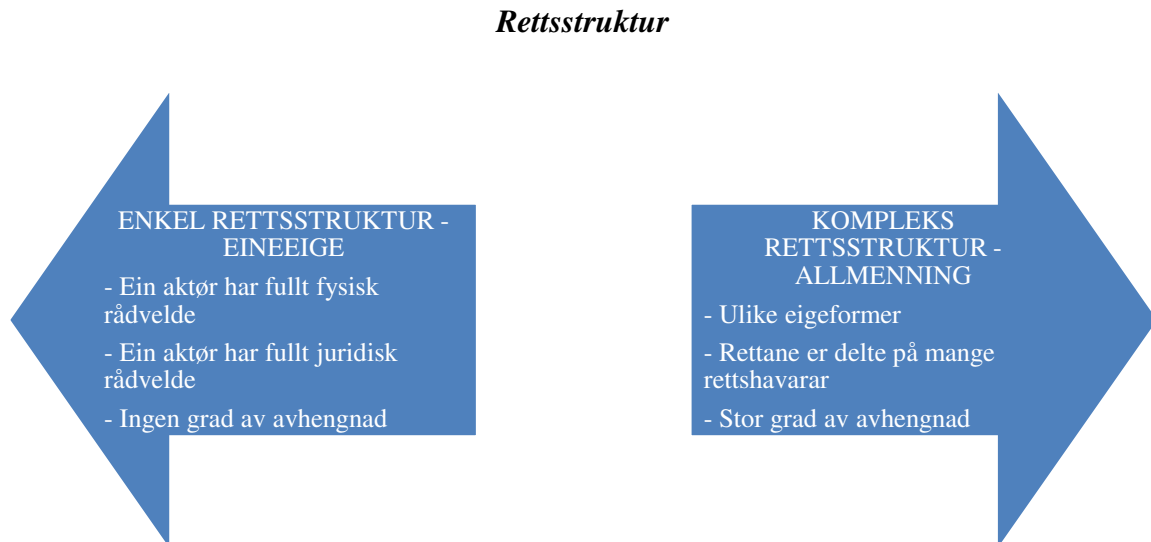 Rettsstruktur
ENKEL RETTSSTRUKTUR -
EINEEIGE
- Ein aktør har fullt fysisk
rådvelde
- Ein aktør har fullt juridisk
rådvelde
- Ingen grad av avhengnad
KOMPLEKS
RETTSSTRUKTUR -
ALLMENNING
- Ulike eigeformer
- Rettane er delte på mange
rettshavarar
- Stor grad av avhengnad